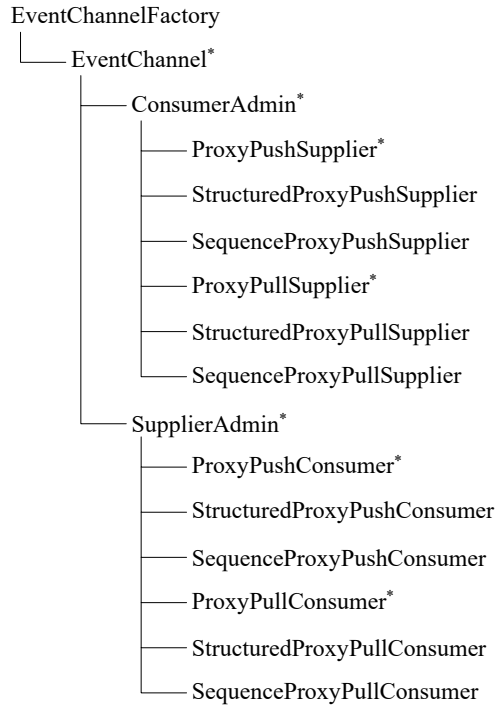 EventChannelFactory
EventChannel*
ConsumerAdmin*
ProxyPushSupplier*
StructuredProxyPushSupplier
SequenceProxyPushSupplier
ProxyPullSupplier*
StructuredProxyPullSupplier
SequenceProxyPullSupplier
SupplierAdmin*
ProxyPushConsumer*
StructuredProxyPushConsumer
SequenceProxyPushConsumer
ProxyPullConsumer*
StructuredProxyPullConsumer
SequenceProxyPullConsumer